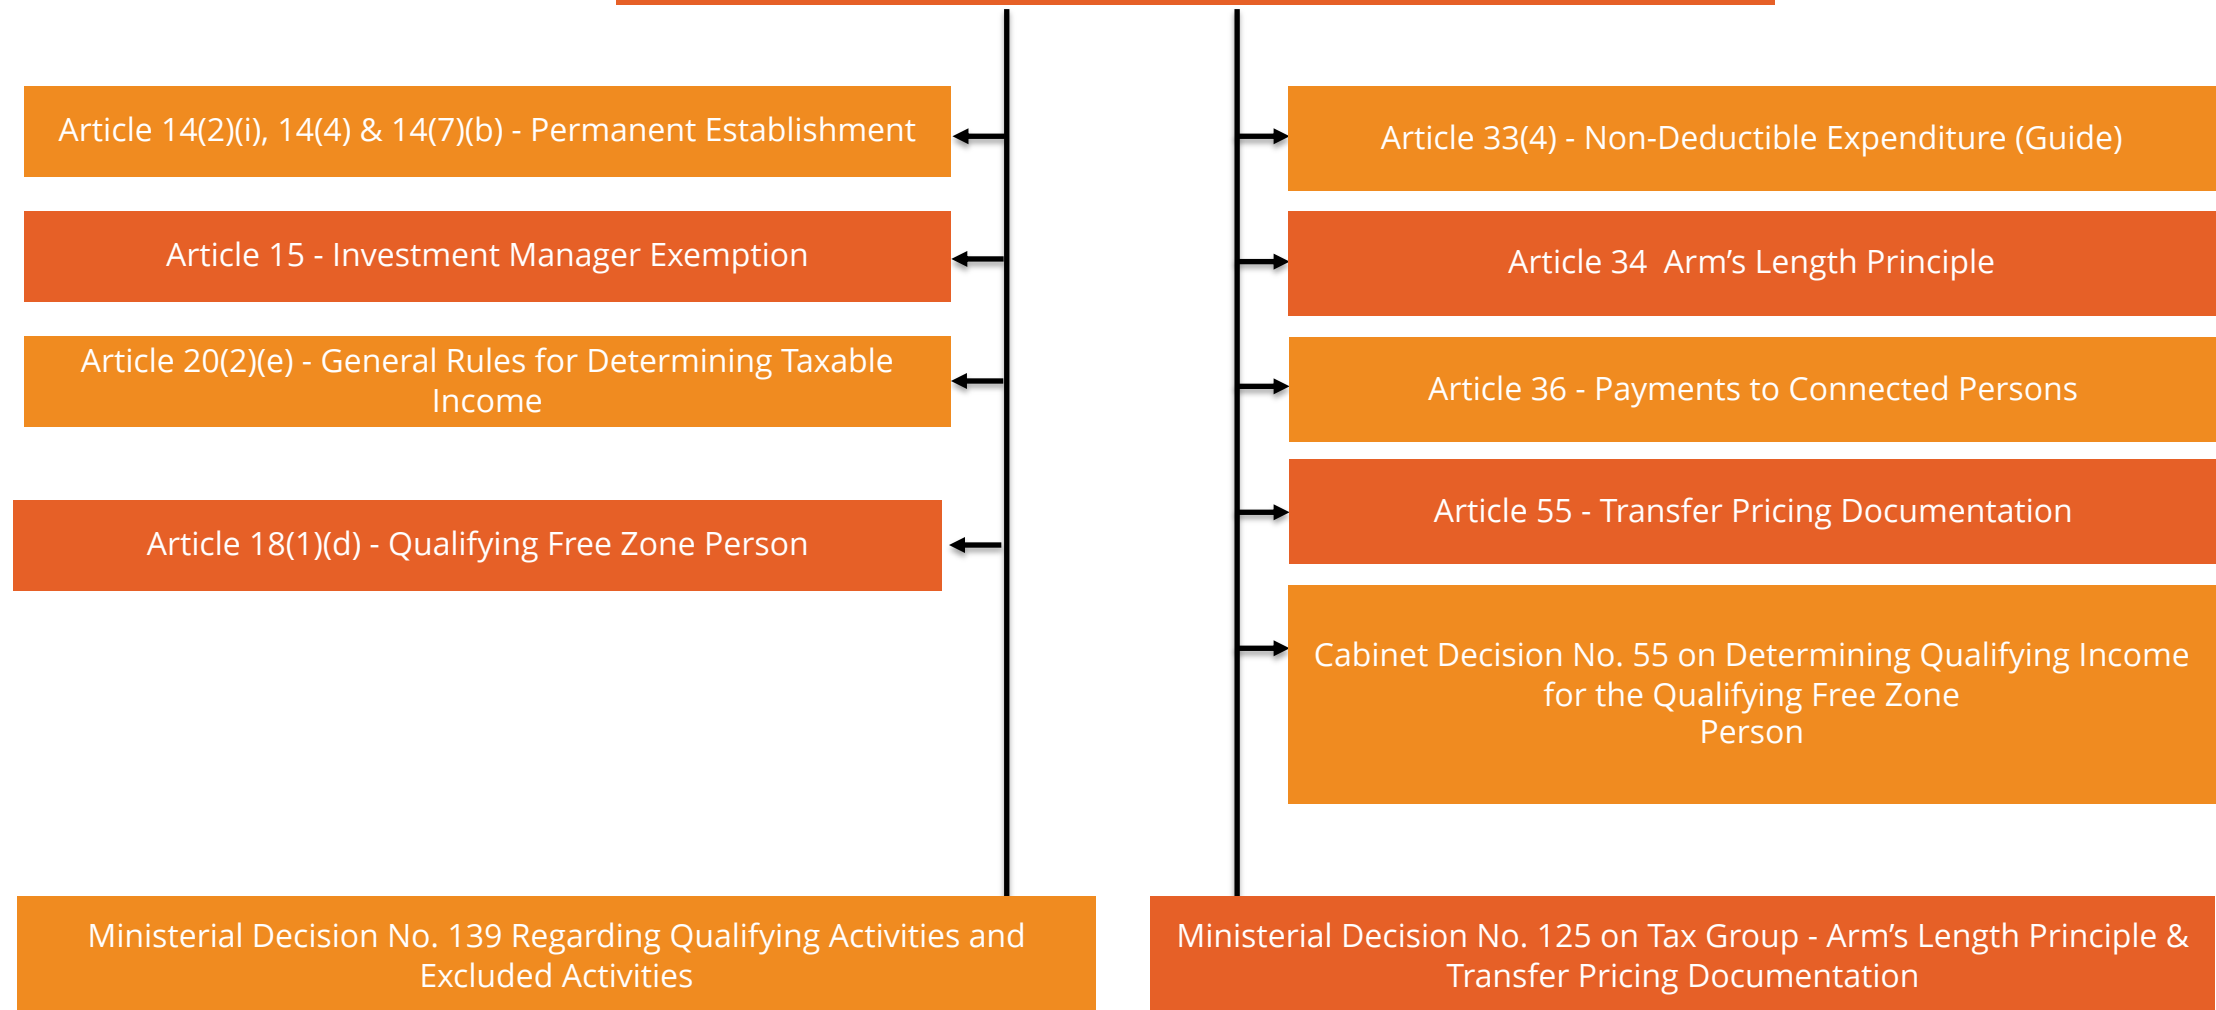 Article 14(2)(i), 14(4) & 14(7)(b) - Permanent Establishment
Article 15 - Investment Manager Exemption
Article 20(2)(e) - General Rules for Determining Taxable
Income
Article 18(1)(d) - Qualifying Free Zone Person
Article 33(4) - Non-Deductible Expenditure (Guide)
Article 34  Arm’s Length Principle
Article 36 - Payments to Connected Persons
Article 55 - Transfer Pricing Documentation
Cabinet Decision No. 55 on Determining Qualifying Income
for the Qualifying Free Zone
Person
Ministerial Decision No. 139 Regarding Qualifying Activities and
Excluded Activities
Ministerial Decision No. 125 on Tax Group - Arm’s Length Principle &
Transfer Pricing Documentation